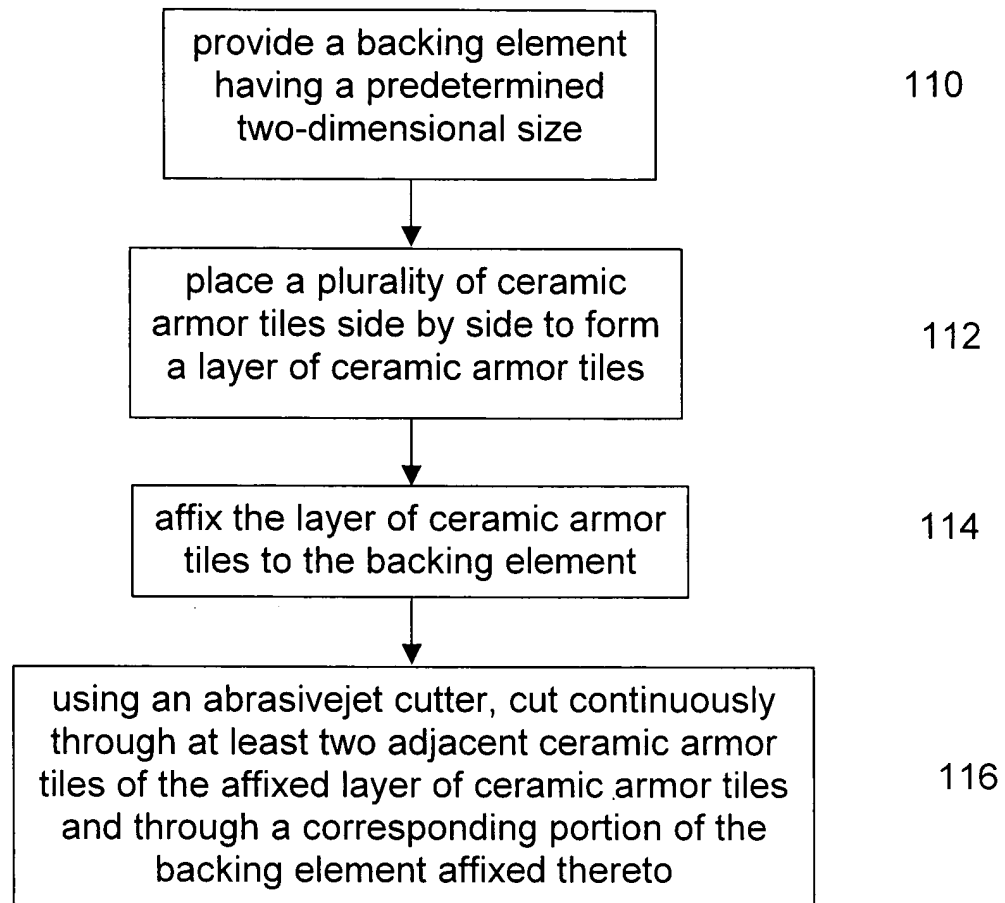 provide a backing element
having a predetermined
two-dimensional size
110
place a plurality of ceramic
armor tiles side by side to form
a layer of ceramic armor tiles
112
affix the layer of ceramic armor
tiles to the backing element
114
using an abrasivejet cutter, cut continuously
through at least two adjacent ceramic armor
tiles of the affixed layer of ceramic armor tiles
and through a corresponding portion of the
backing element affixed thereto
116